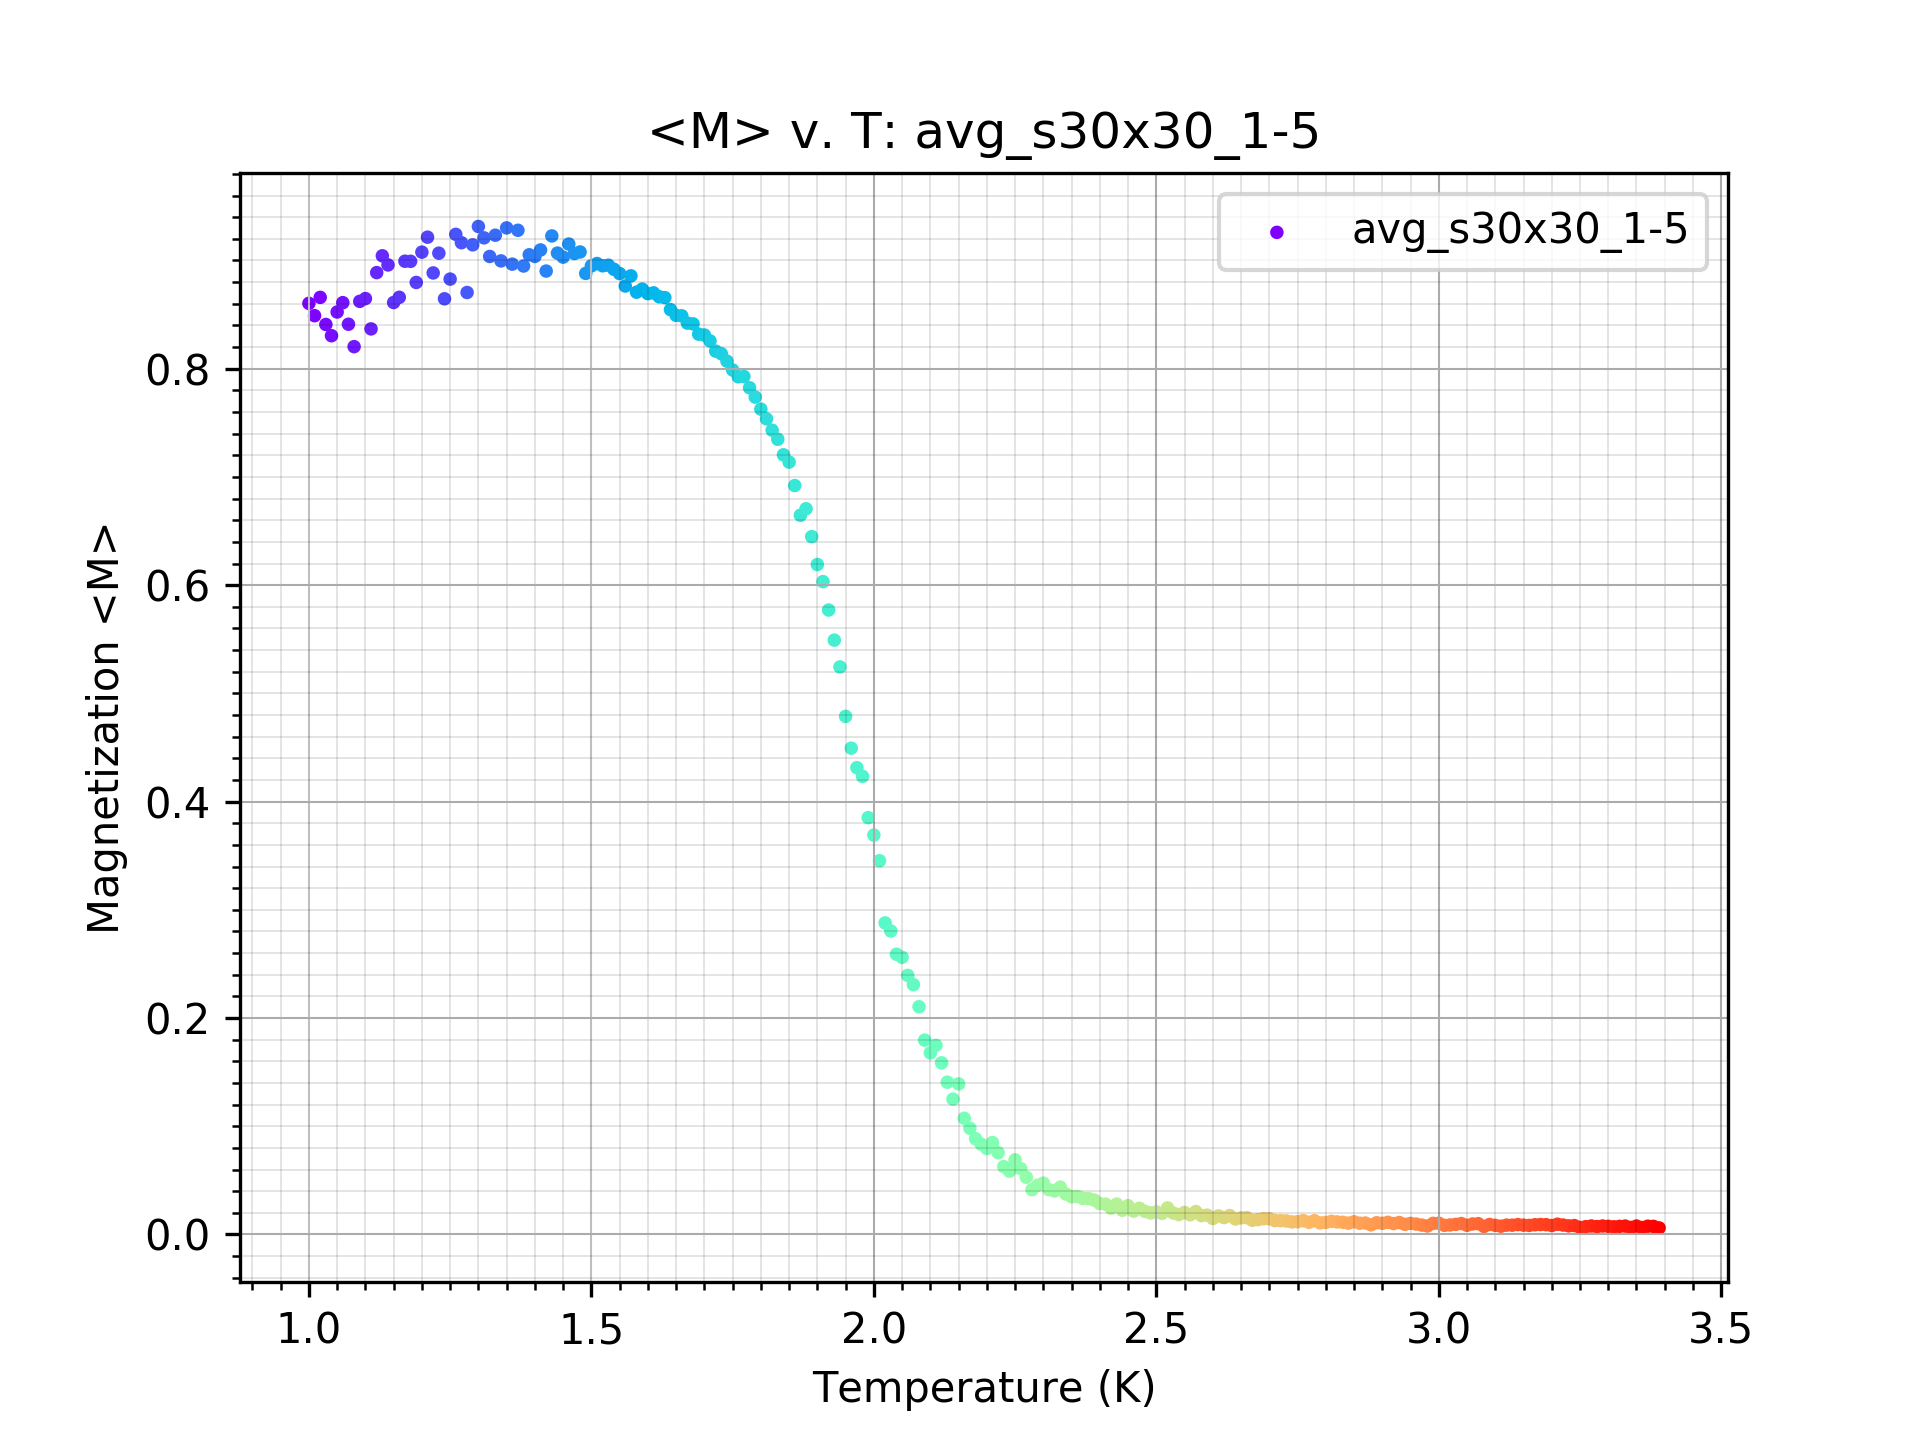 <M> v. T: avg_s30x30_1-5
avg_s30x30_1-5
Magnetization <M>
0.8
0.6
0.4
0.2
0.0
1.0 1.5 2.0 2.5 3.0 3.5
Temperature (K)